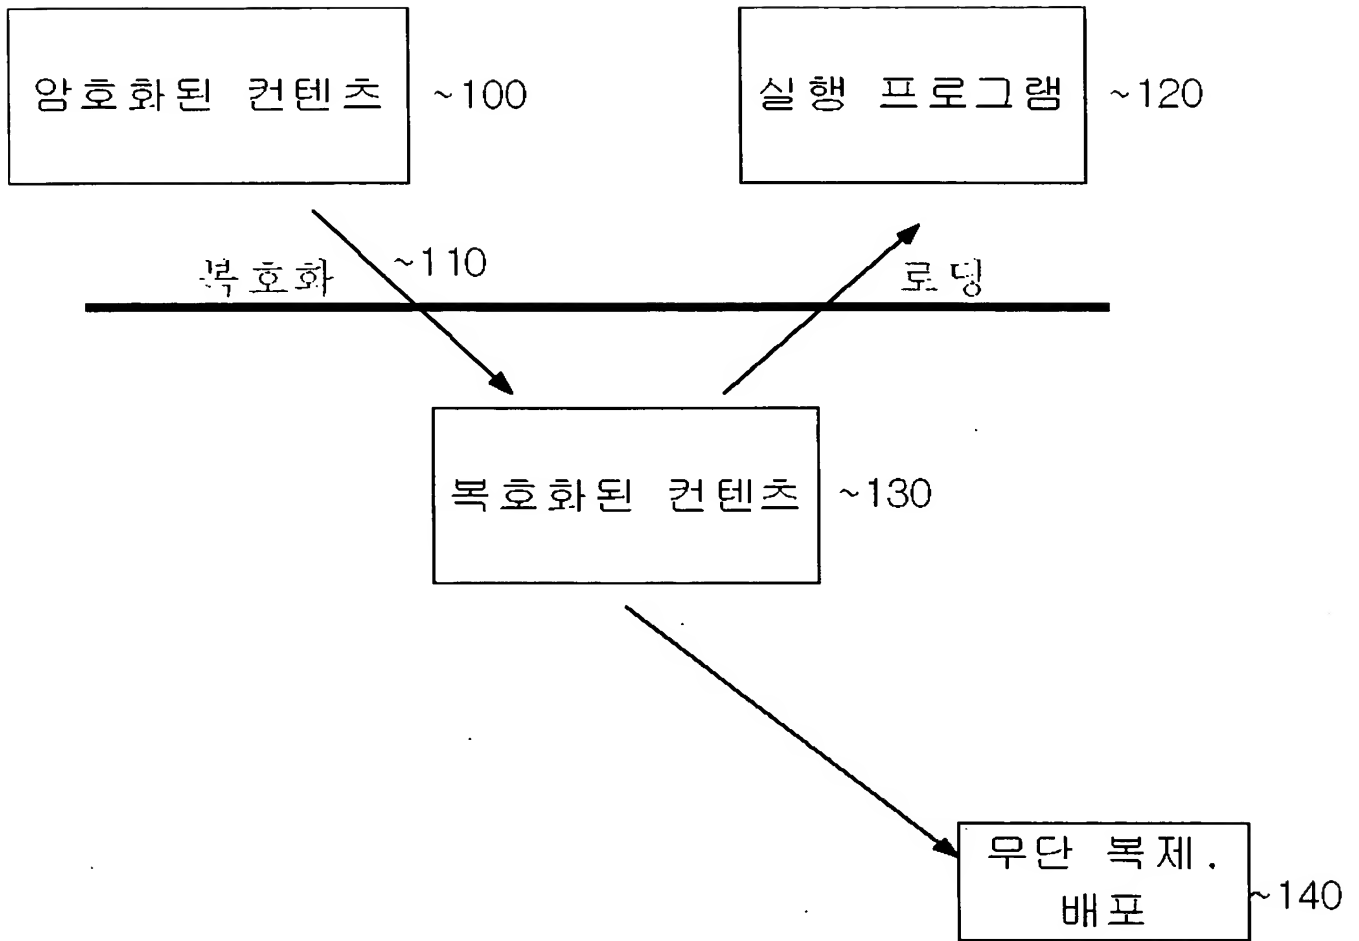 암호화된 컨텐츠 ~100
실행 프로그램 ~120
복호화 ~110
로딩
복호화된 컨텐츠 ~130
무단 복제.
배포 ~140